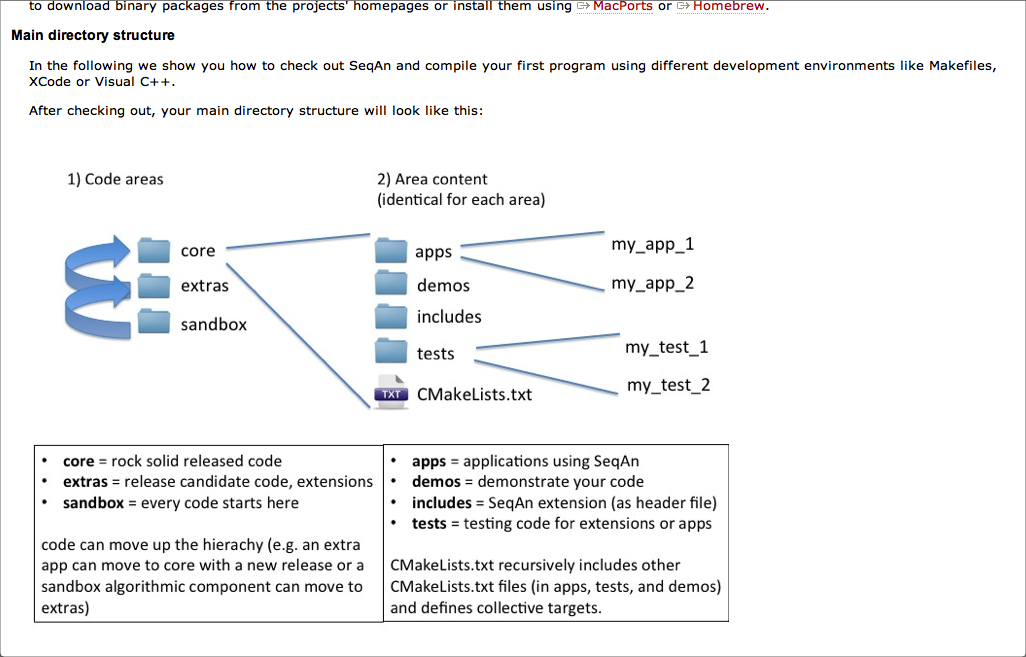 to download binary packages from the projects' homepages or install them using MacPorts or Homebrew.
Main directory structure
In the following we show you how to check out SeqAn and compile your first program using different development environments like Makefiles,
XCode or Visual C++.
After checking out, your main directory structure will look like this:
1) Code areas
2) Area content
(identical for each area)
core
extras
sandbox
apps
demos
includes
tests
TXT
CMakeLists.txt
my_app_1
my_app_2
my_test_1
my_test_2
• core = rock solid released code
• extras = release candidate code, extensions
• sandbox = every code starts here
code can move up the hierachy (e.g. an extra
app can move to core with a new release or a
sandbox algorithmic component can move to
extras)
• apps = applications using SeqAn
• demos = demonstrate your code
• includes = SeqAn extension (as header file)
• tests = testing code for extensions or apps
CMakeLists.txt recursively includes other
CMakeLists.txt files (in apps, tests, and demos)
and defines collective targets.